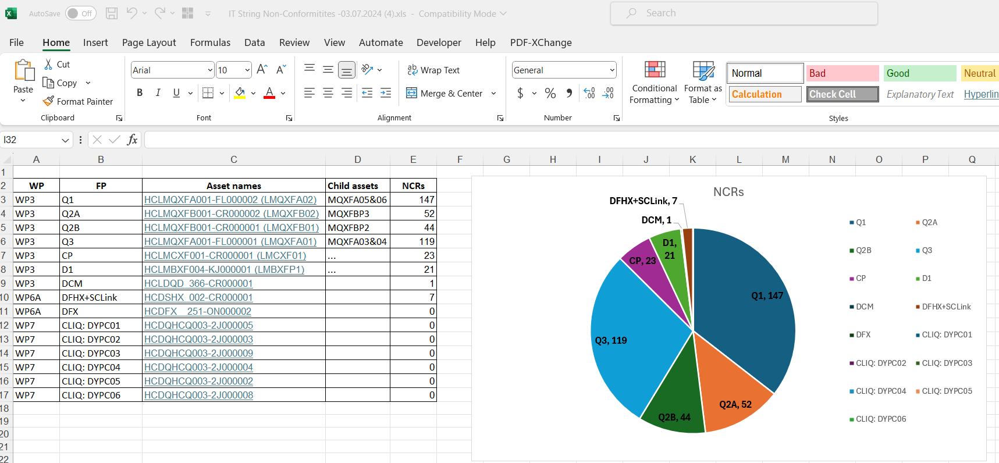 AutoSave Off IT String Non-Conformitites -03.07.2024 (4).xls - Compatibility Mode Search
File Home Insert Page Layout Formulas Data Review View Automate Developer Help PDF-XChange
Paste Cut Copy Format Painter
Clipboard
Arial 10
B I U A
Font
Wrap Text
Merge & Center
Alignment
General
$ % 
Number
Conditional Formatting
Format as Table
Normal Bad Good Neutral
Calculation Check Cell Explanatory Text Hyperlin
Styles
I32 fx
A B C D E F G H I J K L M N O P Q
1
2 WP FP Asset names Child assets NCRs
3 WP3 Q1 HCLMQXFA001-FL000002 (LMQXFA02) MQXFA05&06 147
4 WP3 Q2A HCLMQXFB001-CR000002 (LMQXFB02) MQXFBP3 52
5 WP3 Q2B HCLMQXFB001-CR000001 (LMQXFB01) MQXFBP2 44
6 WP3 Q3 HCLMQXFA001-FL000001 (LMQXFA01) MQXFA03&04 119
7 WP3 CP HCLMCXF001-CR000001 (LMCXF01) ... 23
8 WP3 D1 HCLMBXF004-KJ000001 (LMBXFP1) ... 21
9 WP3 DCM HCLDQD_366-CR000001 1
10 WP6A DFHX+SCLink HCDSHX_002-CR000001 7
11 WP6A DFX HCDFX__251-ON000002 0
12 WP7 CLIQ: DYPC01 HCDQHCQ003-2J000005 0
13 WP7 CLIQ: DYPC02 HCDQHCQ003-2J000003 0
14 WP7 CLIQ: DYPC03 HCDQHCQ003-2J000009 0
15 WP7 CLIQ: DYPC04 HCDQHCQ003-2J000004 0
16 WP7 CLIQ: DYPC05 HCDQHCQ003-2J000002 0
17 WP7 CLIQ: DYPC06 HCDQHCQ003-2J000008 0
18
19
20
21
22
NCRs
DFHX+SCLink, 7
DCM, 1
D1,
21
CP, 23
Q1, 147
Q3, 119
Q2A, 52
Q2B, 44
Q1 Q2A
Q2B Q3
CP D1
DCM DFHX+SCLink
DFX CLIQ: DYPC01
CLIQ: DYPC02 CLIQ: DYPC03
CLIQ: DYPC04 CLIQ: DYPC05
CLIQ: DYPC06